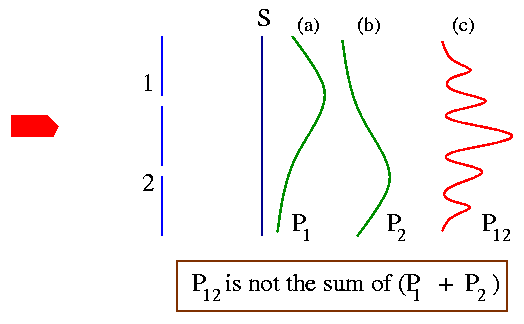 S (a) (b) (c)
1
2
P1 P2 P12
P12 is not the sum of (P1 + P2)